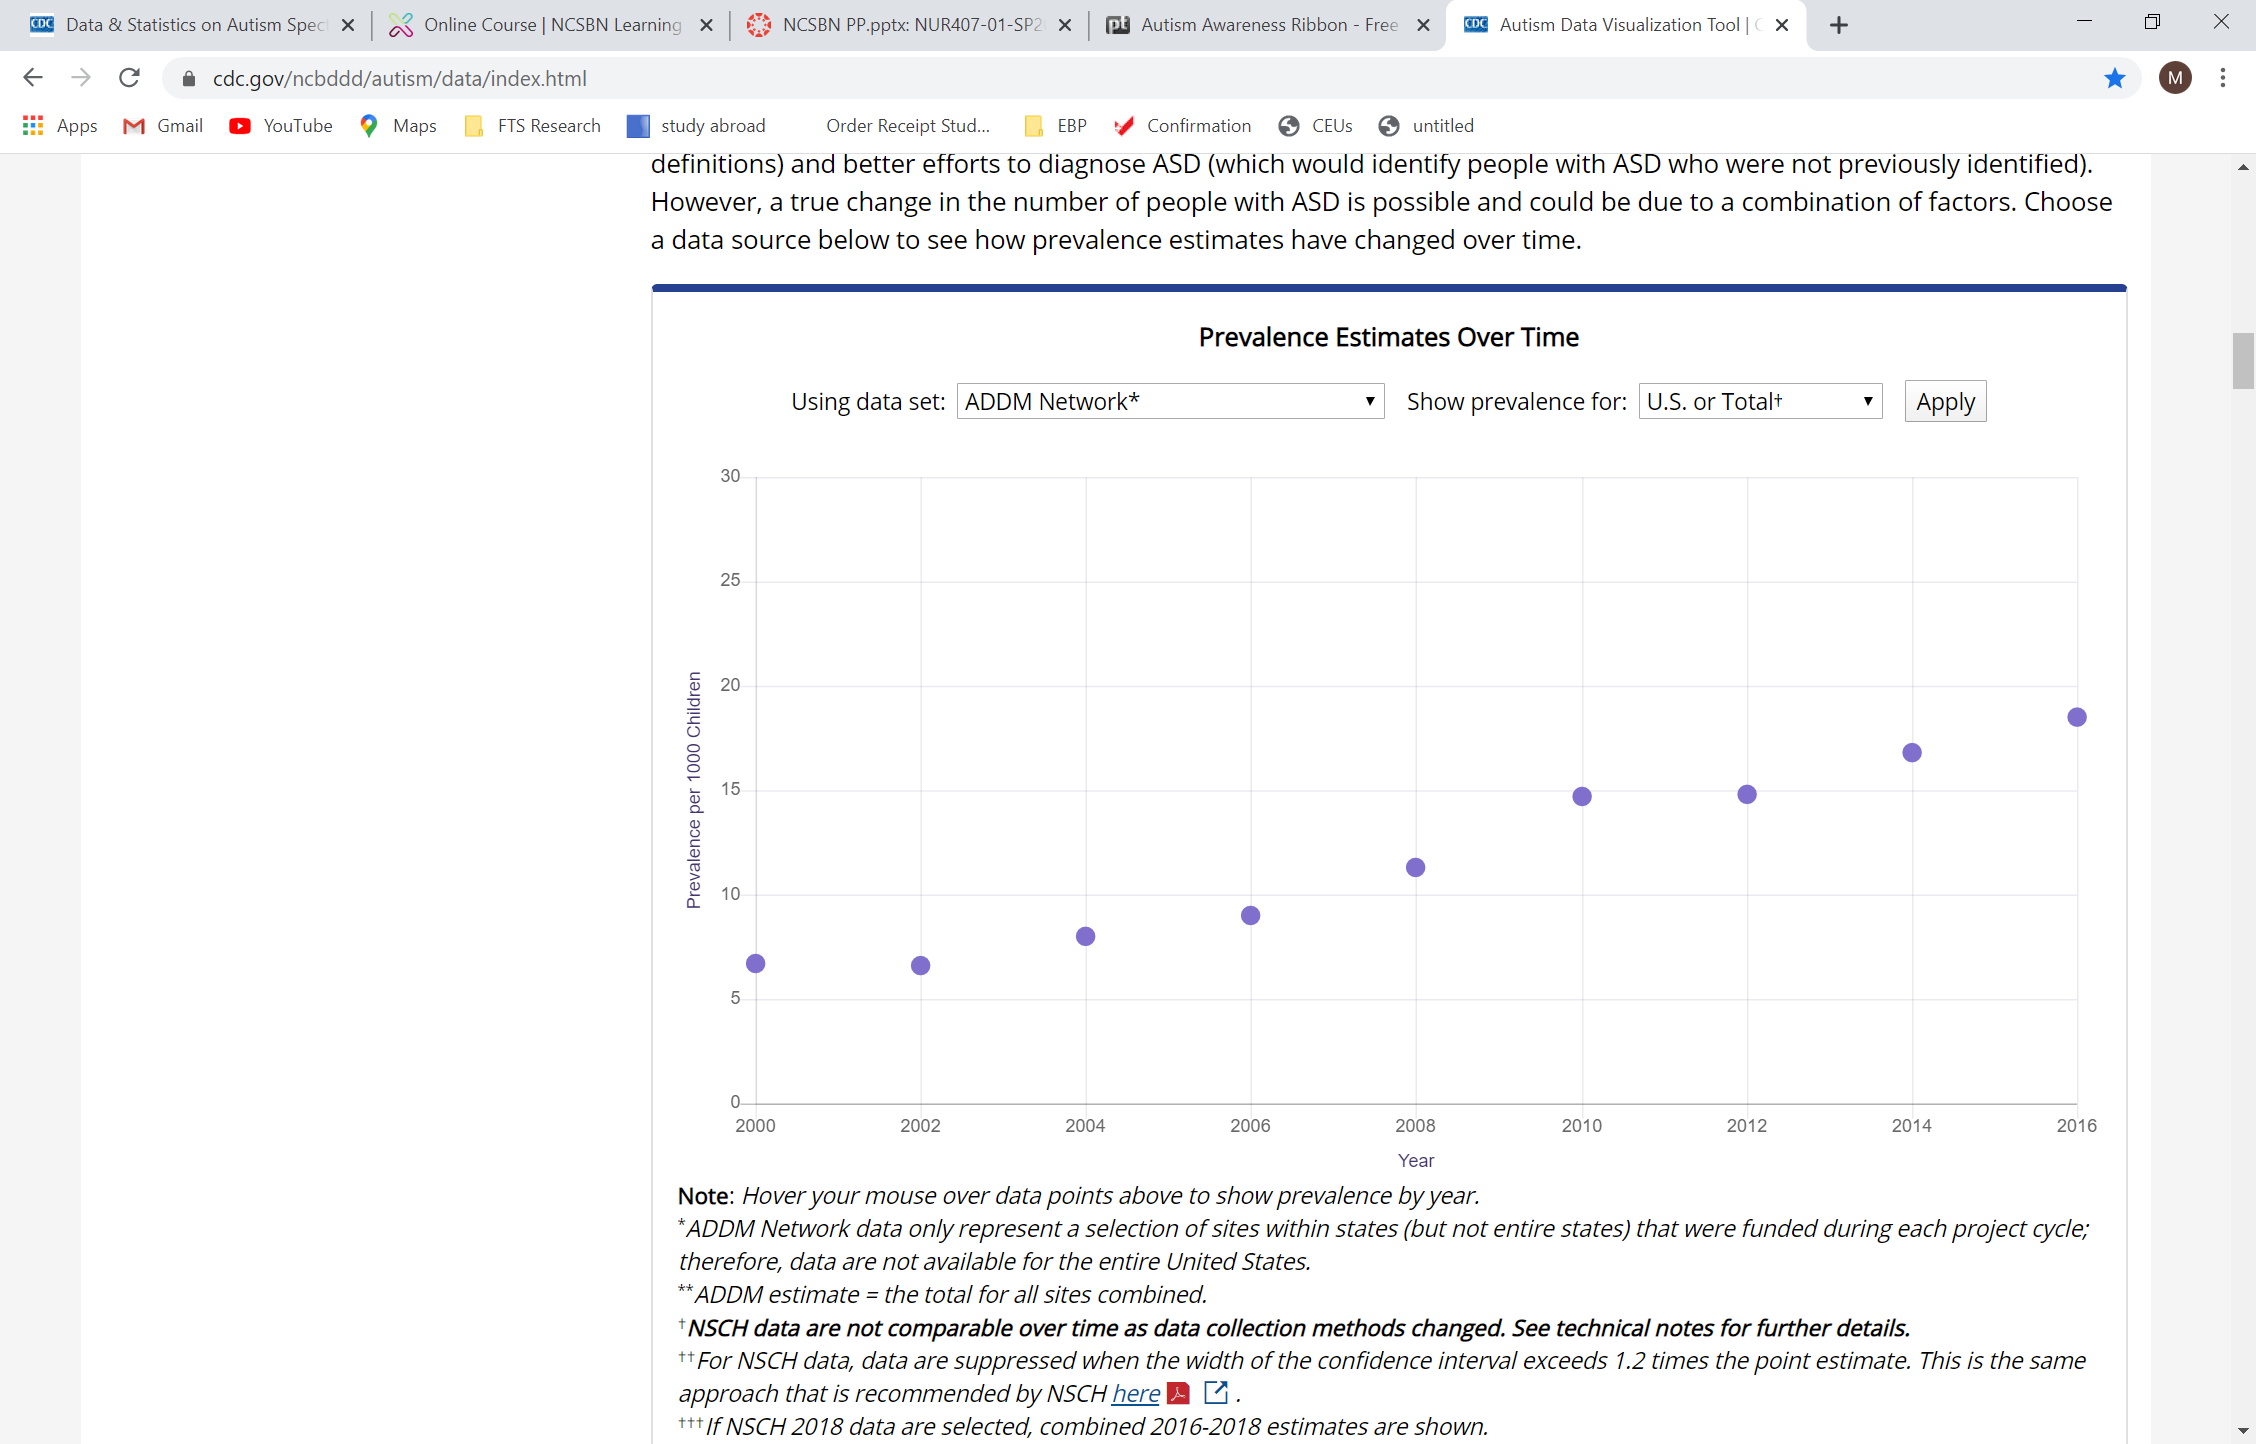 CDC Data & Statistics on Autism Spec
Online Course | NCSBN Learning
NCSBN PP.pptx: NUR407-01-SP2
pt Autism Awareness Ribbon - Free
CDC Autism Data Visualization Tool |
cdc.gov/ncbddd/autism/data/index.html
M
Apps Gmail YouTube Maps FTS Research study abroad Order Receipt Stud... EBP Confirmation CEUs untitled
definitions) and better efforts to diagnose ASD (which would identify people with ASD who were not previously identified).
However, a true change in the number of people with ASD is possible and could be due to a combination of factors. Choose
a data source below to see how prevalence estimates have changed over time.
Prevalence Estimates Over Time
Using data set: ADDM Network* Show prevalence for: U.S. or Total† Apply
30
25
20
15
10
5
0
Prevalence per 1000 Children
2000 2002 2004 2006 2008 2010 2012 2014 2016
Year
Note: Hover your mouse over data points above to show prevalence by year.
*ADDM Network data only represent a selection of sites within states (but not entire states) that were funded during each project cycle;
therefore, data are not available for the entire United States.
**ADDM estimate = the total for all sites combined.
†NSCH data are not comparable over time as data collection methods changed. See technical notes for further details.
††For NSCH data, data are suppressed when the width of the confidence interval exceeds 1.2 times the point estimate. This is the same
approach that is recommended by NSCH here .
†††If NSCH 2018 data are selected, combined 2016-2018 estimates are shown.